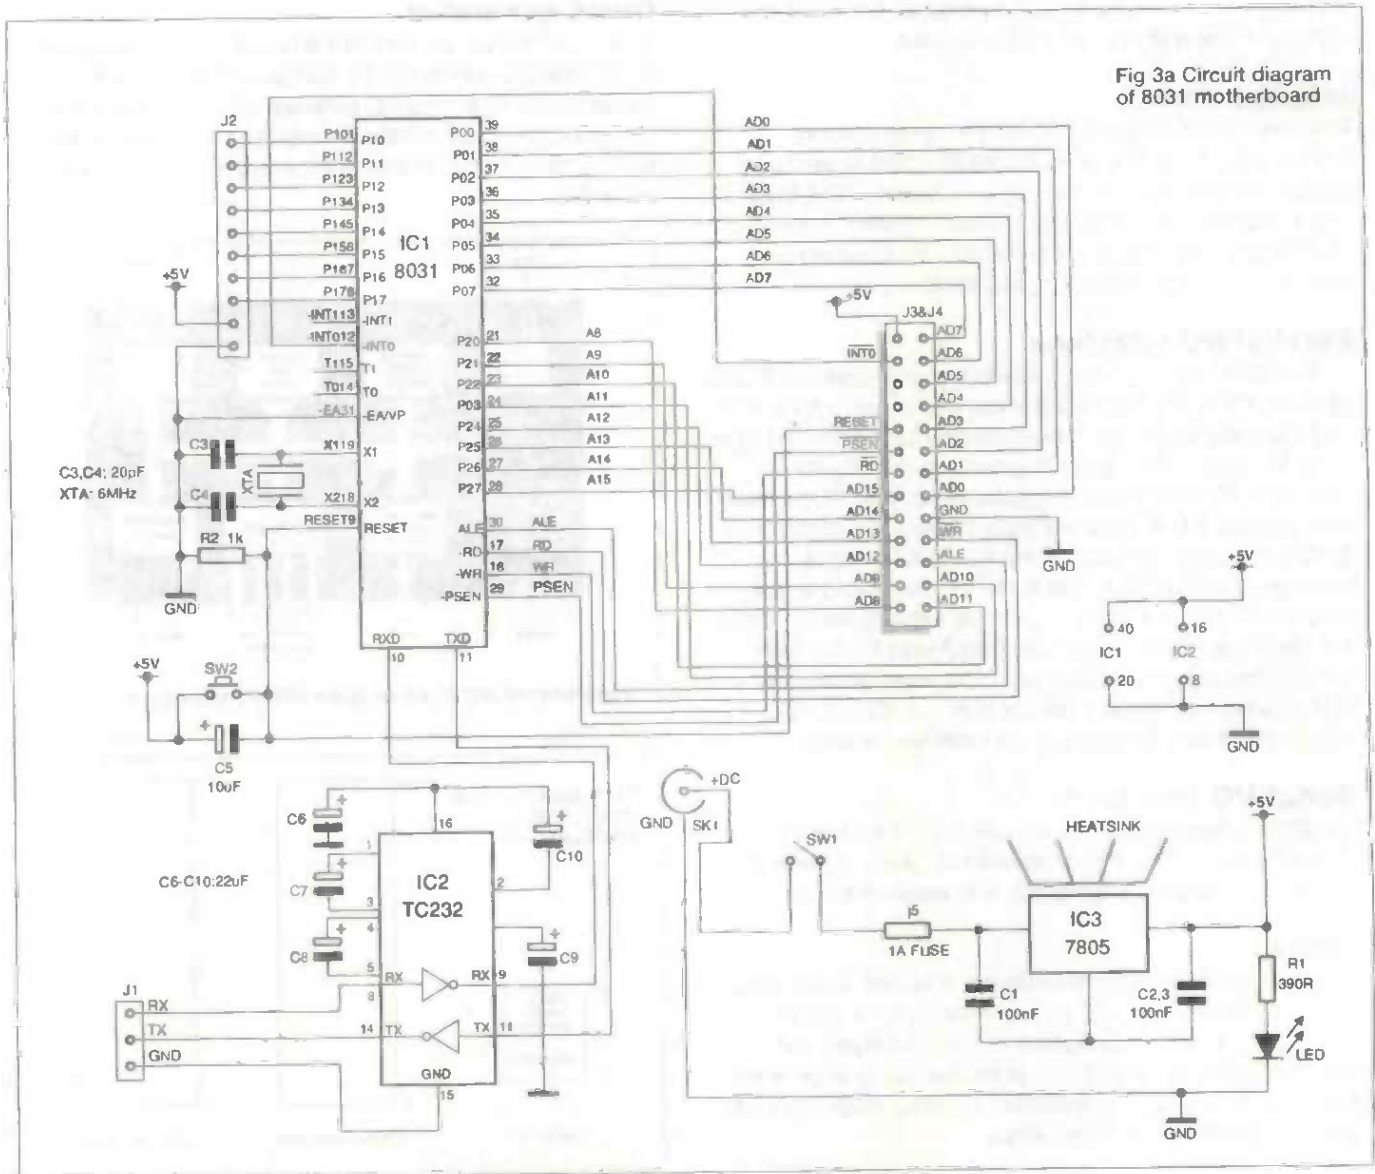 Fig 3a Circuit diagram
of 8031 motherboard
J2
P101
P112
P123
P134
P145
P156
P167
P178
-INT113
-INT012
T115
T014
-EA31
X119
X218
RESET9
P10
P11
P12
P13
P14
P15
P16
P17
-INT1
-INT0
T1
T0
-EA/VP
X1
X2
RESET
IC1
8031
P00
P01
P02
P03
P04
P05
P06
P07
P20
P21
P22
P03
P24
P25
P26
P27
ALE
-RD
-WR
-PSEN
RXD
TXD
39
38
37
36
35
34
33
32
21
22
23
24
25
26
27
28
30
17
16
29
10
11
AD0
AD1
AD2
AD3
AD4
AD5
AD6
AD7
A8
A9
A10
A11
A12
A13
A14
A15
ALE
RD
WR
PSEN
+5V
C3
C4
XTA
C3,C4: 20pF
XTA: 6MHz
R2 1k
GND
+5V
SW2
+
C5
10uF
+5V
J3&J4
INT0
RESET
PSEN
RD
AD15
AD14
AD13
AD12
AD9
AD8
AD7
AD6
AD5
AD4
AD3
AD2
AD1
AD0
GND
WR
ALE
AD10
AD11
GND
+5V
40
16
IC1
IC2
20
8
GND
C6
+
C7
+
C8
+
C6-C10:22uF
16
1
3
4
5
8
14
15
2
9
11
IC2
TC232
RX
RX
TX
TX
GND
+
C10
+
C9
J1
RX
TX
GND
+DC
GND
SK1
SW1
j5
1A FUSE
HEATSINK
IC3
7805
C1
100nF
C2,3
100nF
+5V
R1
390R
LED
GND